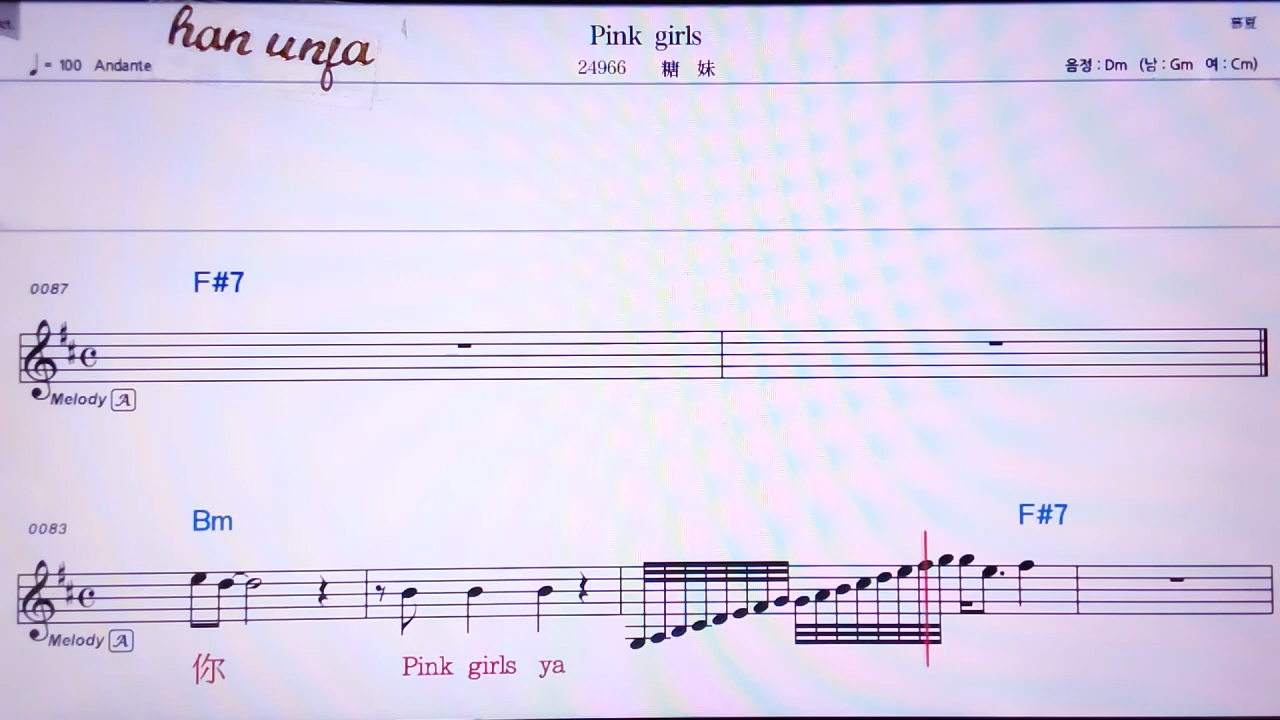 han unfa
Pink girls
♩= 100 Andante
24966 糖 妹
음정 : Dm (남 : Gm 여 : Cm)
0087 F#7
Melody A
0083 Bm F#7
Melody A
你 Pink girls ya